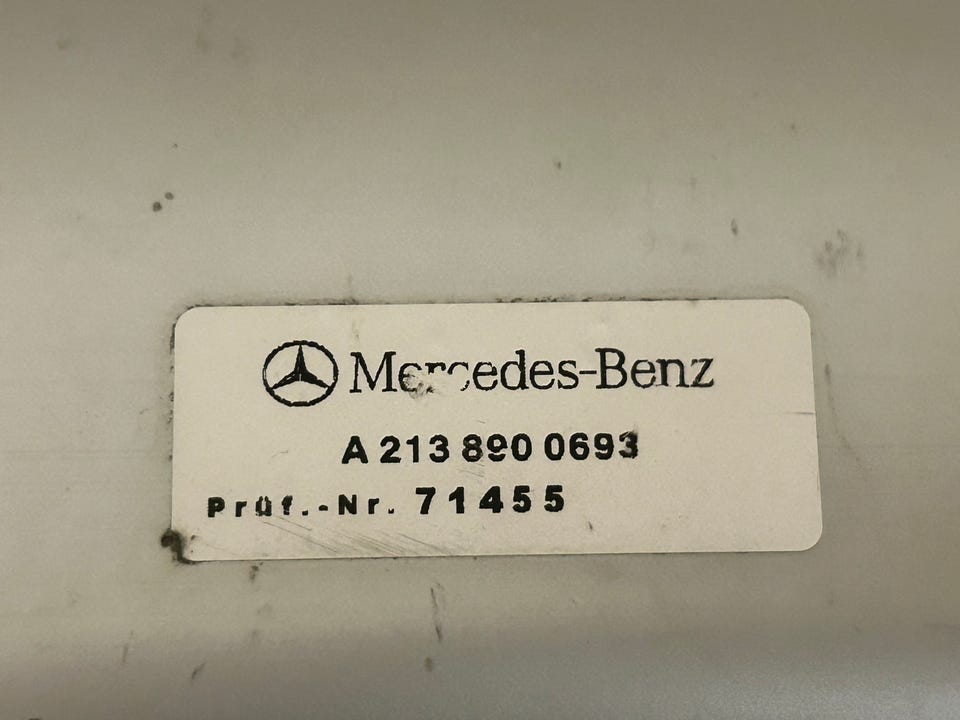 Mercedes-Benz
A 213 890 0693
Prüf.-Nr. 71455